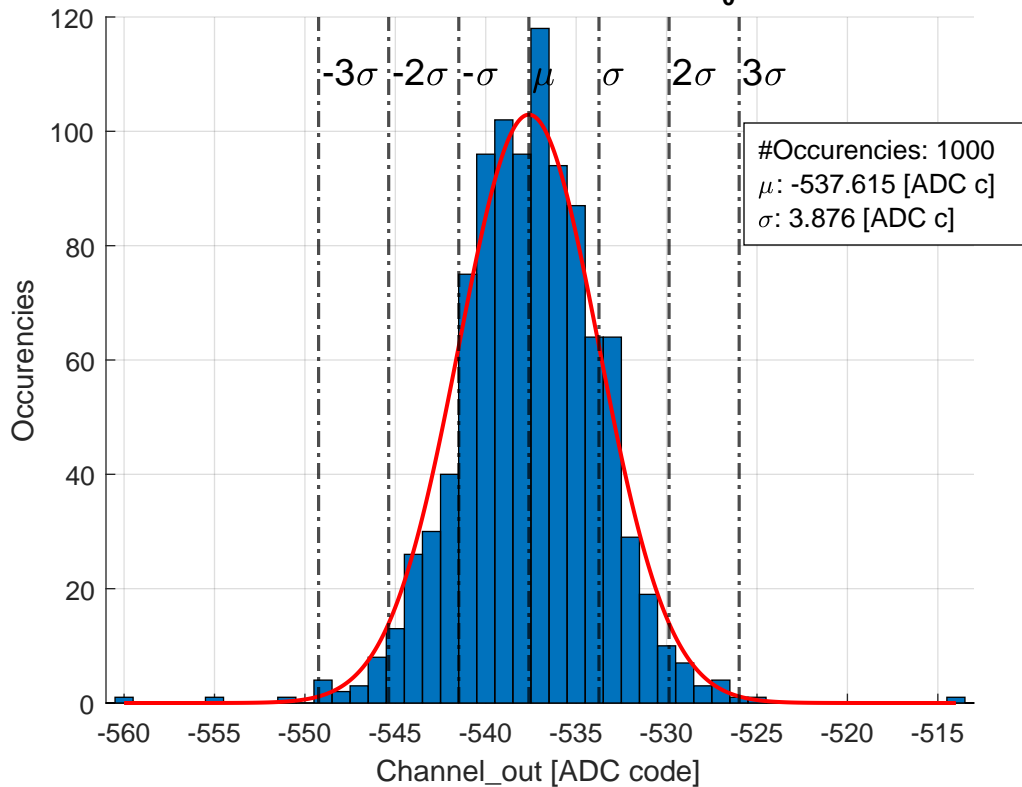 120
100
80
60
40
20
0
-3σ -2σ -σ μ σ 2σ 3σ
#Occurencies: 1000
μ: -537.615 [ADC c]
σ: 3.876 [ADC c]
Occurencies
-560 -555 -550 -545 -540 -535 -530 -525 -520 -515
Channel_out [ADC code]